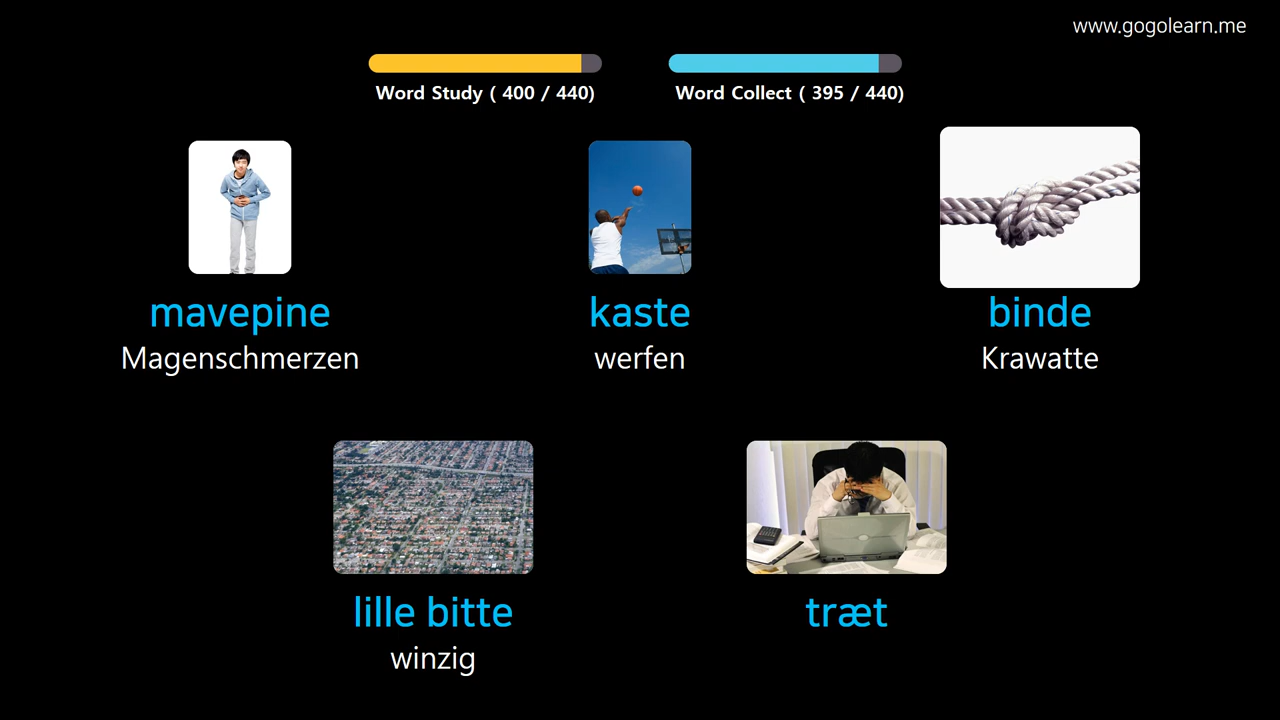 www.gogolearn.me
Word Study ( 400 / 440)
Word Collect ( 395 / 440)
mavepine
Magenschmerzen
kaste
werfen
binde
Krawatte
lille bitte
winzig
træt